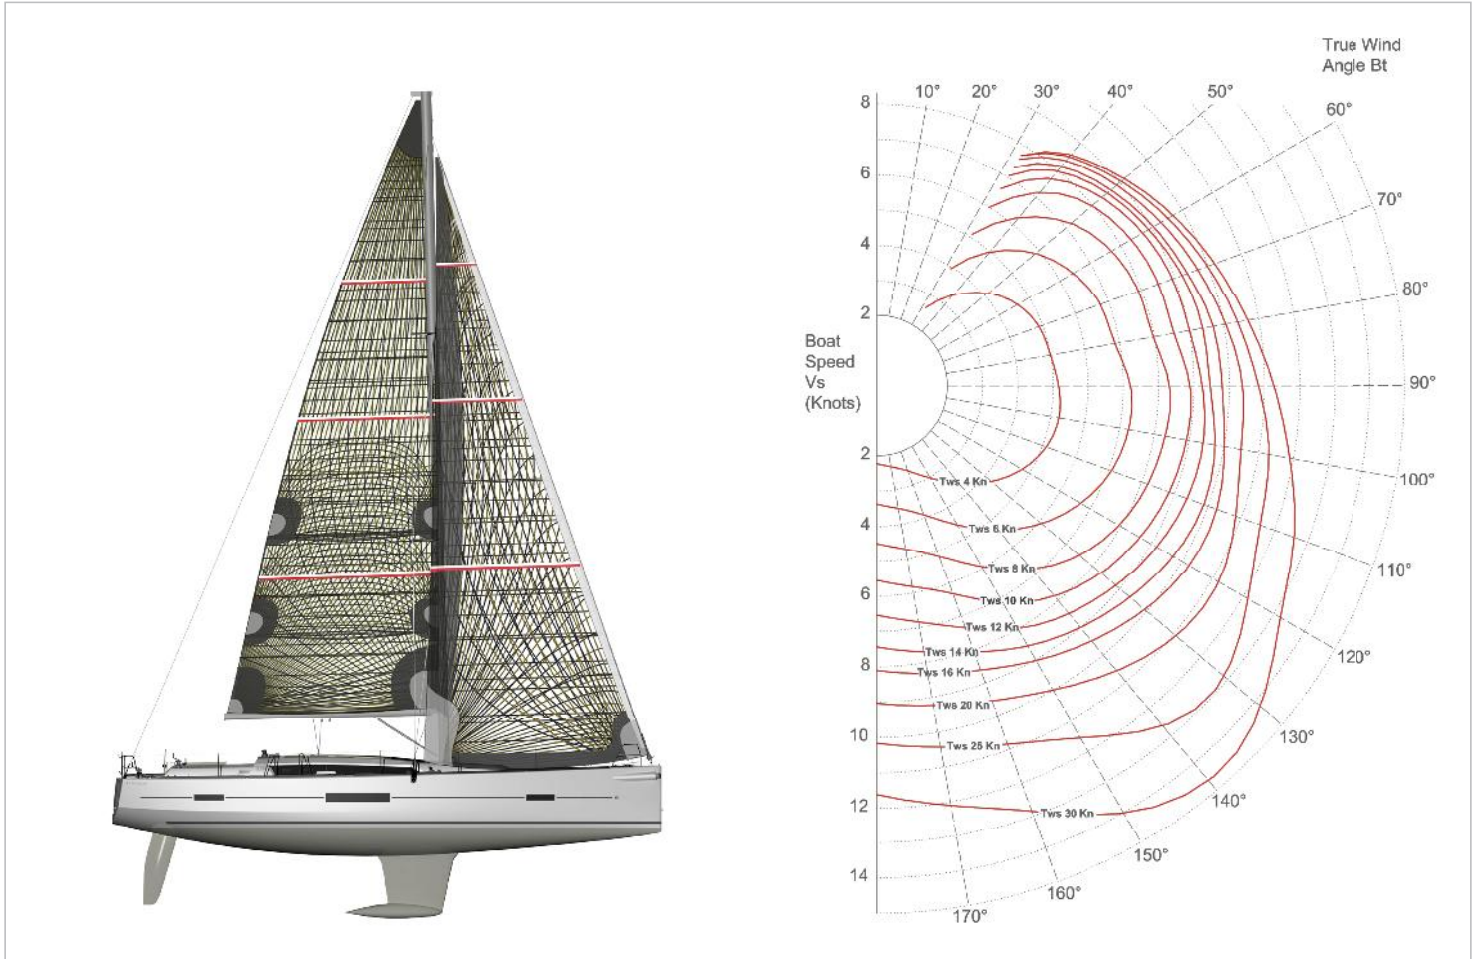 True Wind
Angle Bt
10°
20°
30°
40°
50°
60°
70°
80°
90°
100°
110°
120°
130°
140°
150°
160°
170°
8
6
4
2
Boat
Speed
Vs
(Knots)
2
4
6
8
10
12
14
Tws 4 Kn
Tws 6 Kn
Tws 8 Kn
Tws 10 Kn
Tws 12 Kn
Tws 14 Kn
Tws 16 Kn
Tws 20 Kn
Tws 25 Kn
Tws 30 Kn